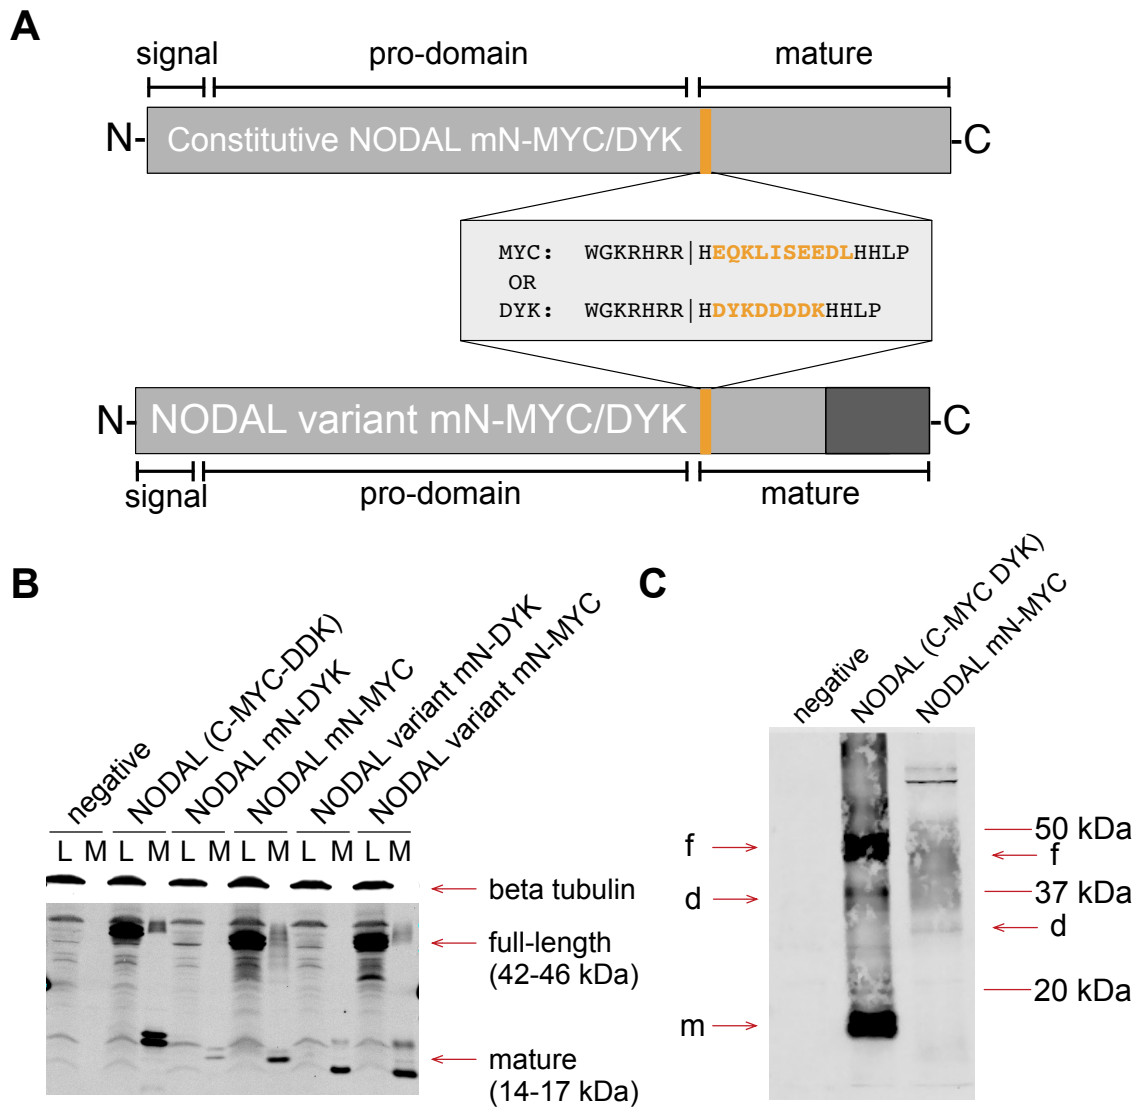 A
signal pro-domain mature
N- Constitutive NODAL mN-MYC/DYK -C
MYC: WGKRHRR|HEQKLISEEDLHHLP
OR
DYK: WGKRHRR|HDYKDDDDKHHLP
N- NODAL variant mN-MYC/DYK -C
signal pro-domain mature
B
negative
NODAL (C-MYC-DDK)
NODAL mN-DYK
NODAL mN-MYC
NODAL variant mN-DYK
NODAL variant mN-MYC
L M L M L M L M L M L M
beta tubulin
full-length
(42-46 kDa)
mature
(14-17 kDa)
C
negative
NODAL (C-MYC DYK)
NODAL mN-MYC
f
d
m
50 kDa
f
37 kDa
d
20 kDa